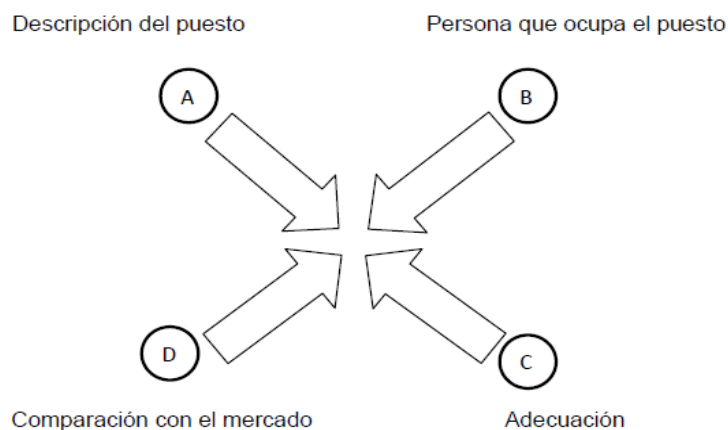 Descripción del puesto
Persona que ocupa el puesto
A
B
D
C
Comparación con el mercado
Adecuación